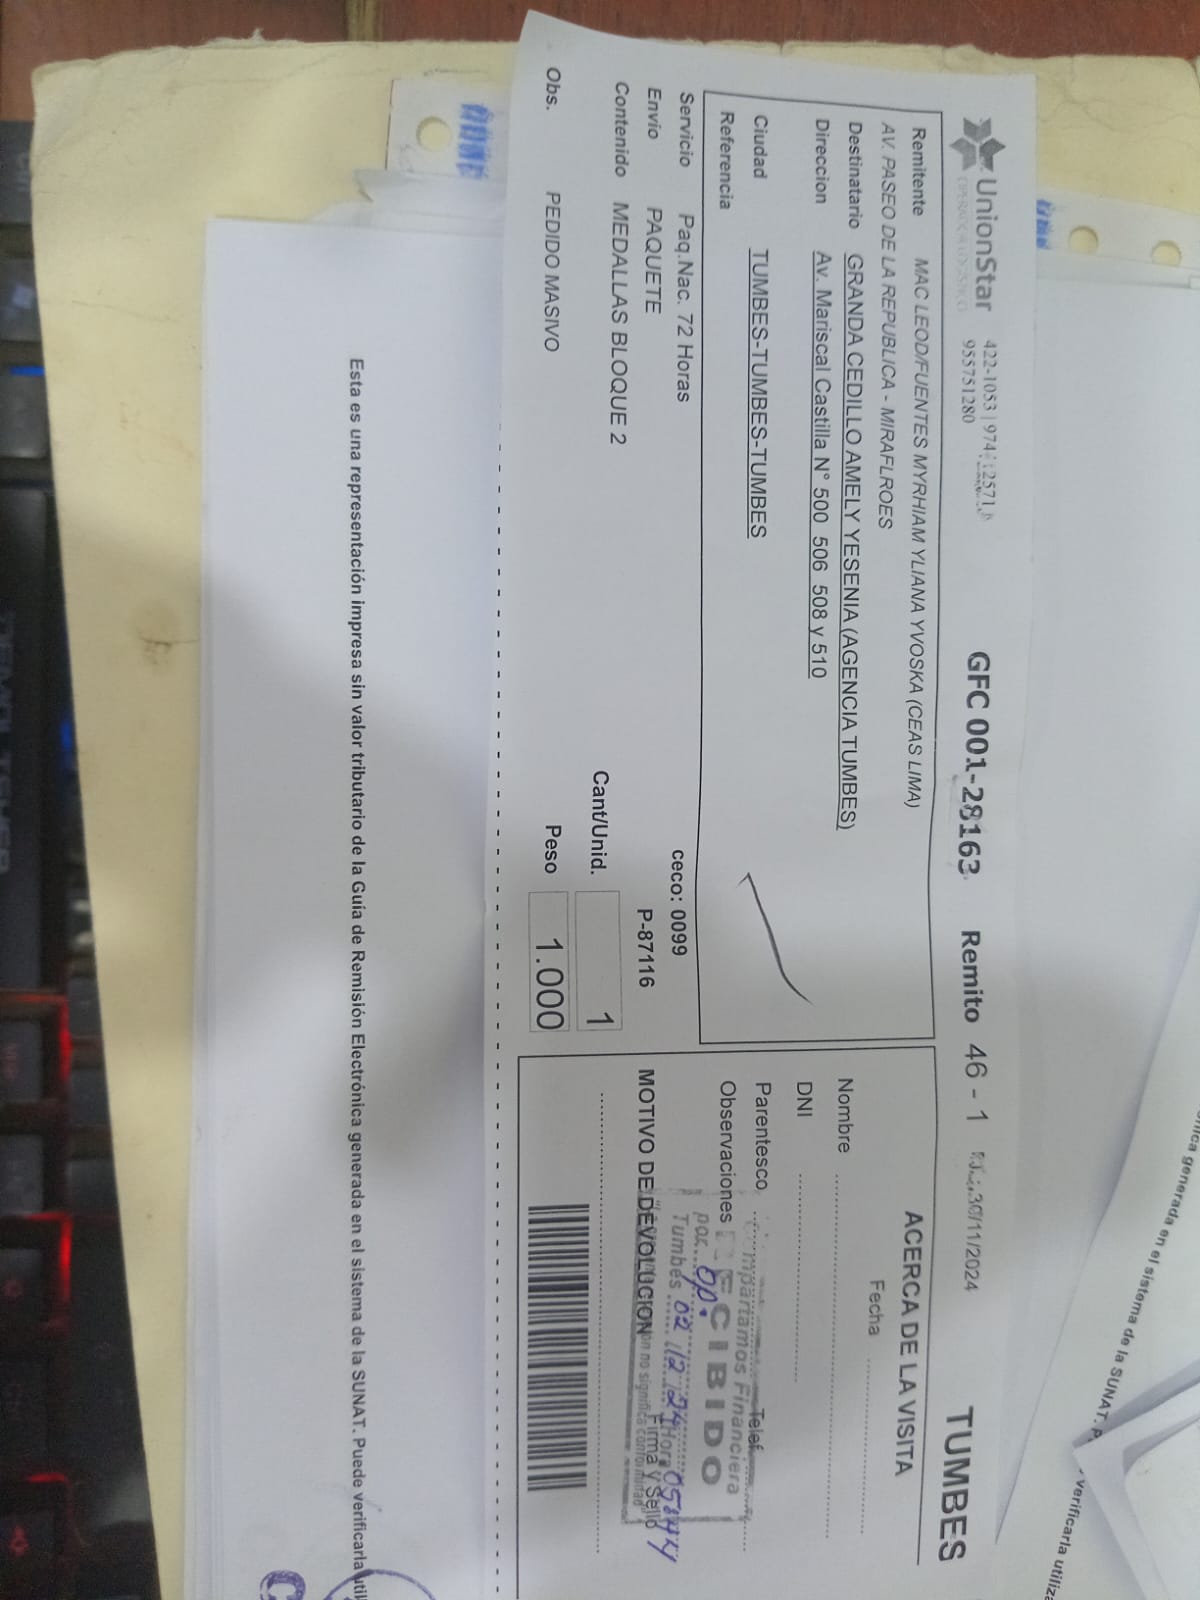 UnionStar
OPERADOR LOGISTICO
422-1053 | 974
955751280
GFC 001-28163
Remito 46 - 1
30/11/2024
TUMBES
Remitente MAC LEOD/FUENTES MYRHIAM YLIANA YVOSKA (CEAS LIMA)
AV. PASEO DE LA REPUBLICA - MIRAFLROES
Destinatario GRANDA CEDILLO AMELY YESENIA (AGENCIA TUMBES)
Direccion Av. Mariscal Castilla N° 500 506 508 y 510
Ciudad TUMBES-TUMBES-TUMBES
Referencia
Servicio Paq.Nac. 72 Horas
ceco: 0099
Envio PAQUETE
P-87116
Contenido MEDALLAS BLOQUE 2
Cant/Unid. 1
Obs. PEDIDO MASIVO
Peso 1.000
ACERCA DE LA VISITA
Fecha
Nombre
DNI
Parentesco
Telef.
Observaciones
Compartamos Financiera
RECIBIDO
por
Tumbes 02 12 24 Hora
MOTIVO DE DEVOLUCION
no significa conformidad
Firma y Sello
Esta es una representación impresa sin valor tributario de la Guía de Remisión Electrónica generada en el sistema de la SUNAT. Puede verificarla
generada en el sistema de la SUNAT.
verificarla